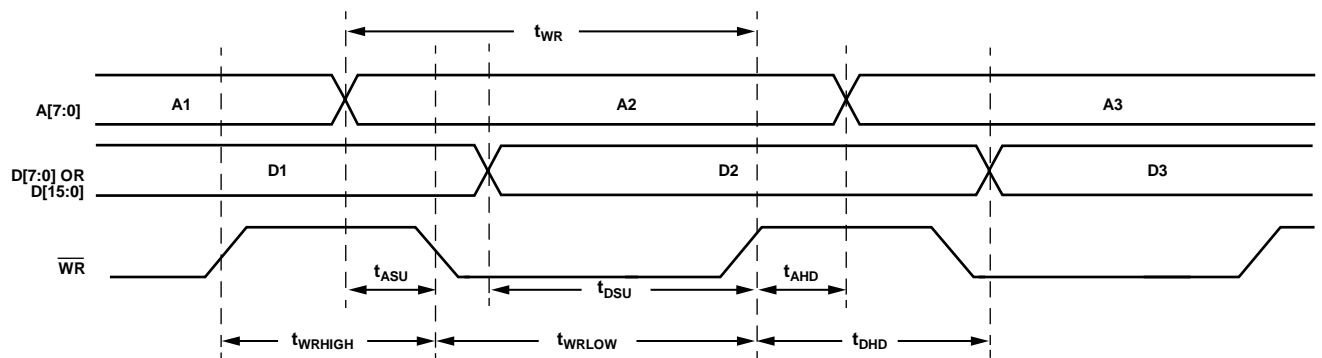 tWR
A[7:0] A1 A2 A3
D[7:0] OR
D[15:0] D1 D2 D3
WR
tASU tDSU tAHD
tWRHIGH tWRLOW tDHD